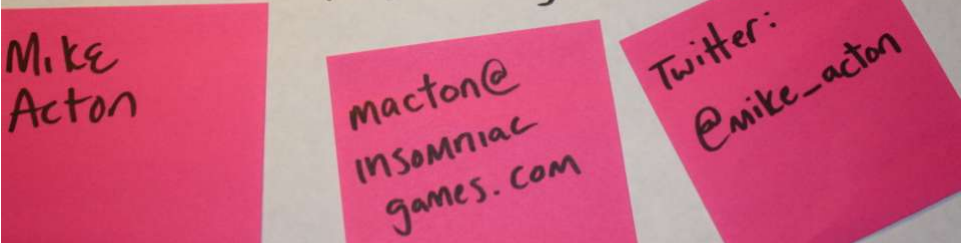 Mike
Acton
macton@
insomniac
games.com
Twitter:
@mike_acton